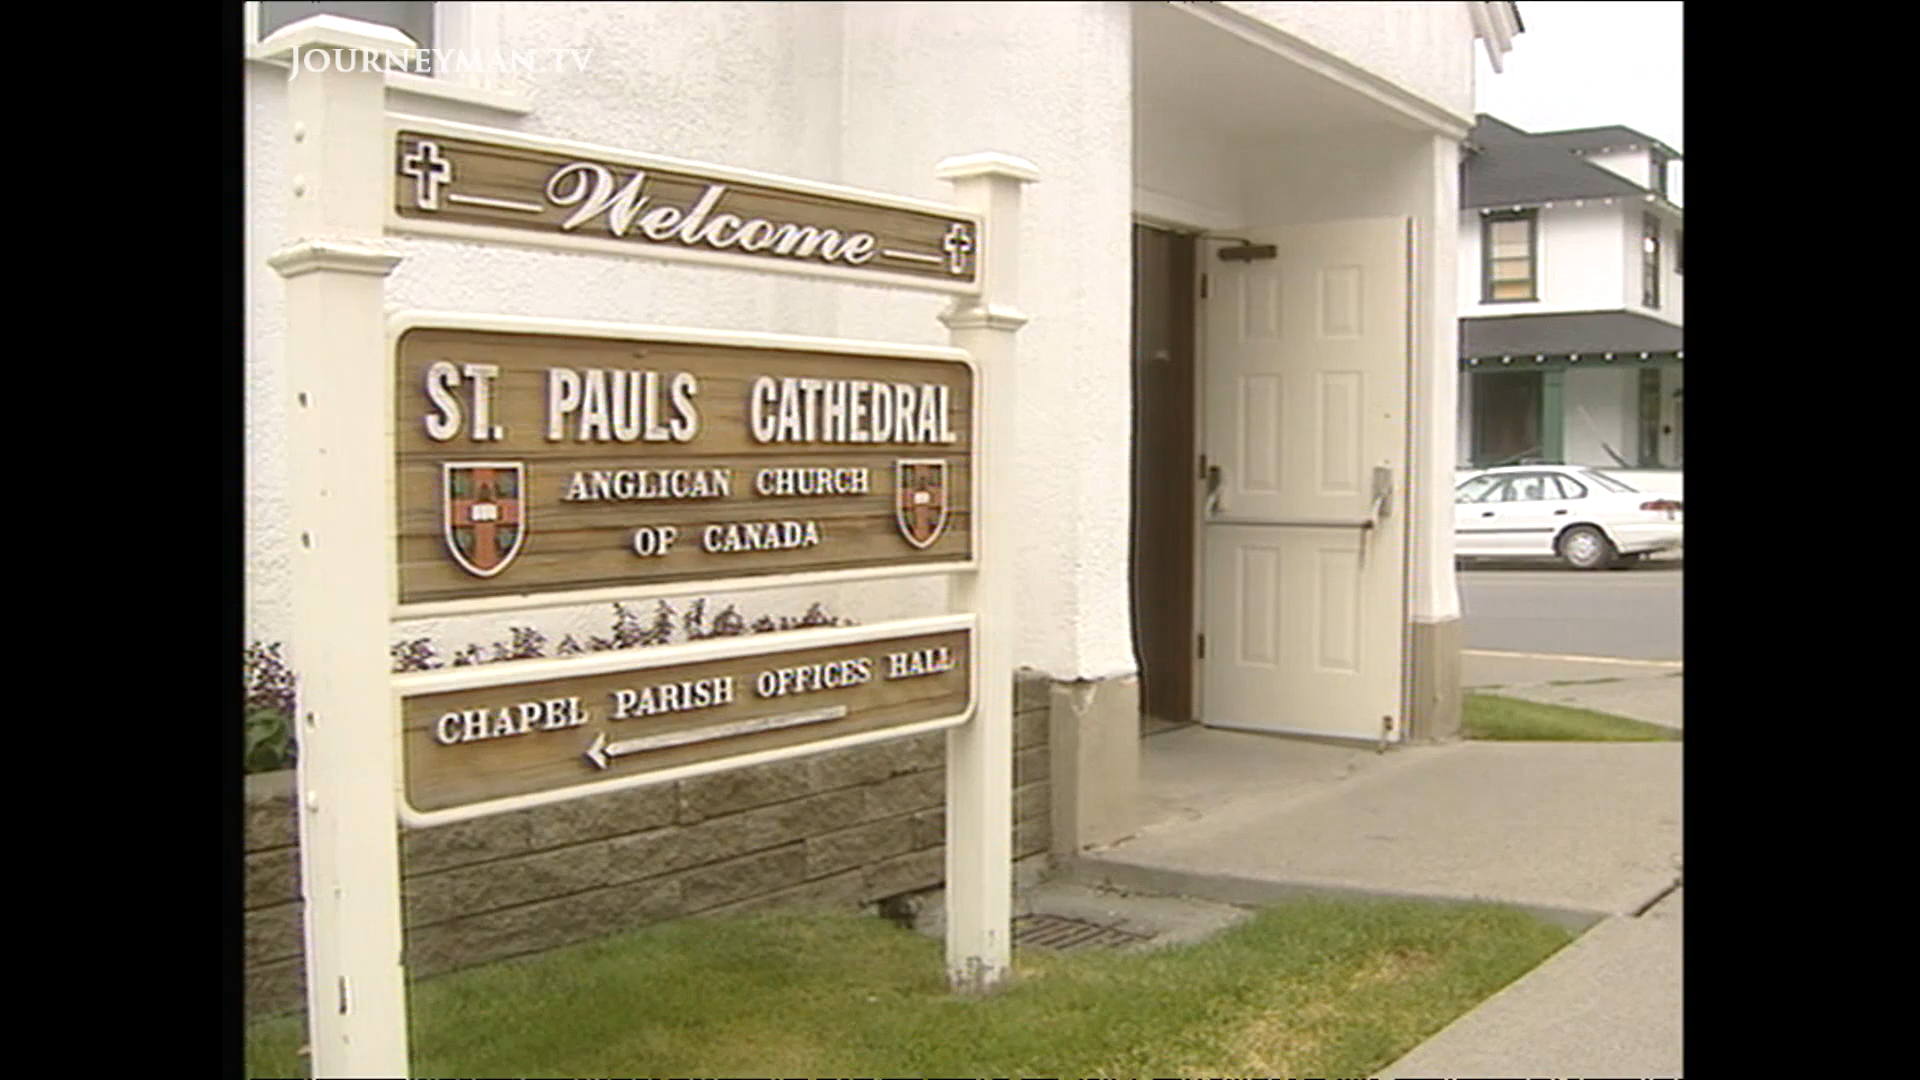 JOURNEYMAN.TV
Welcome
ST. PAULS CATHEDRAL
ANGLICAN CHURCH
OF CANADA
CHAPEL PARISH OFFICES HALL